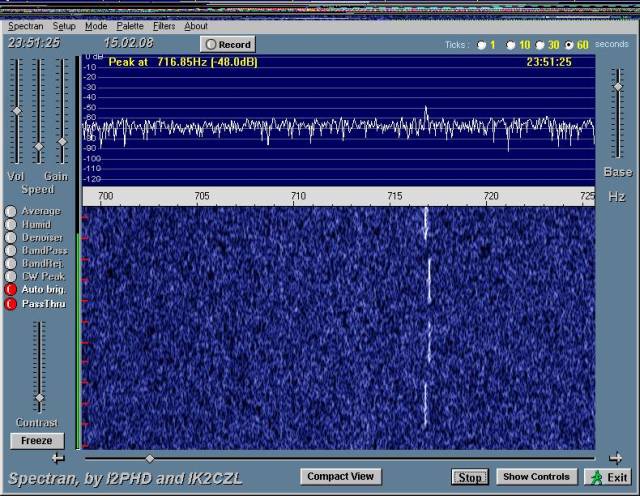 Spectran Setup Mode Palette Filters About
23:51:25 15.02.08 Record Ticks : 1 10 30 60 seconds
0 dB Peak at 716.85Hz (-48.0dB) 23:51:25
-10
-20
-30
-40
-50
-60
-70
-80
-90
-100
-110
-120
Vol Gain
Speed
Base
700 705 710 715 720 725
Hz
Average
Humid
Denoiser
BandPass
BandRej.
CW Peak
Auto brig.
PassThru
Contrast
Freeze
Spectran, by I2PHD and IK2CZL Compact View Stop Show Controls Exit